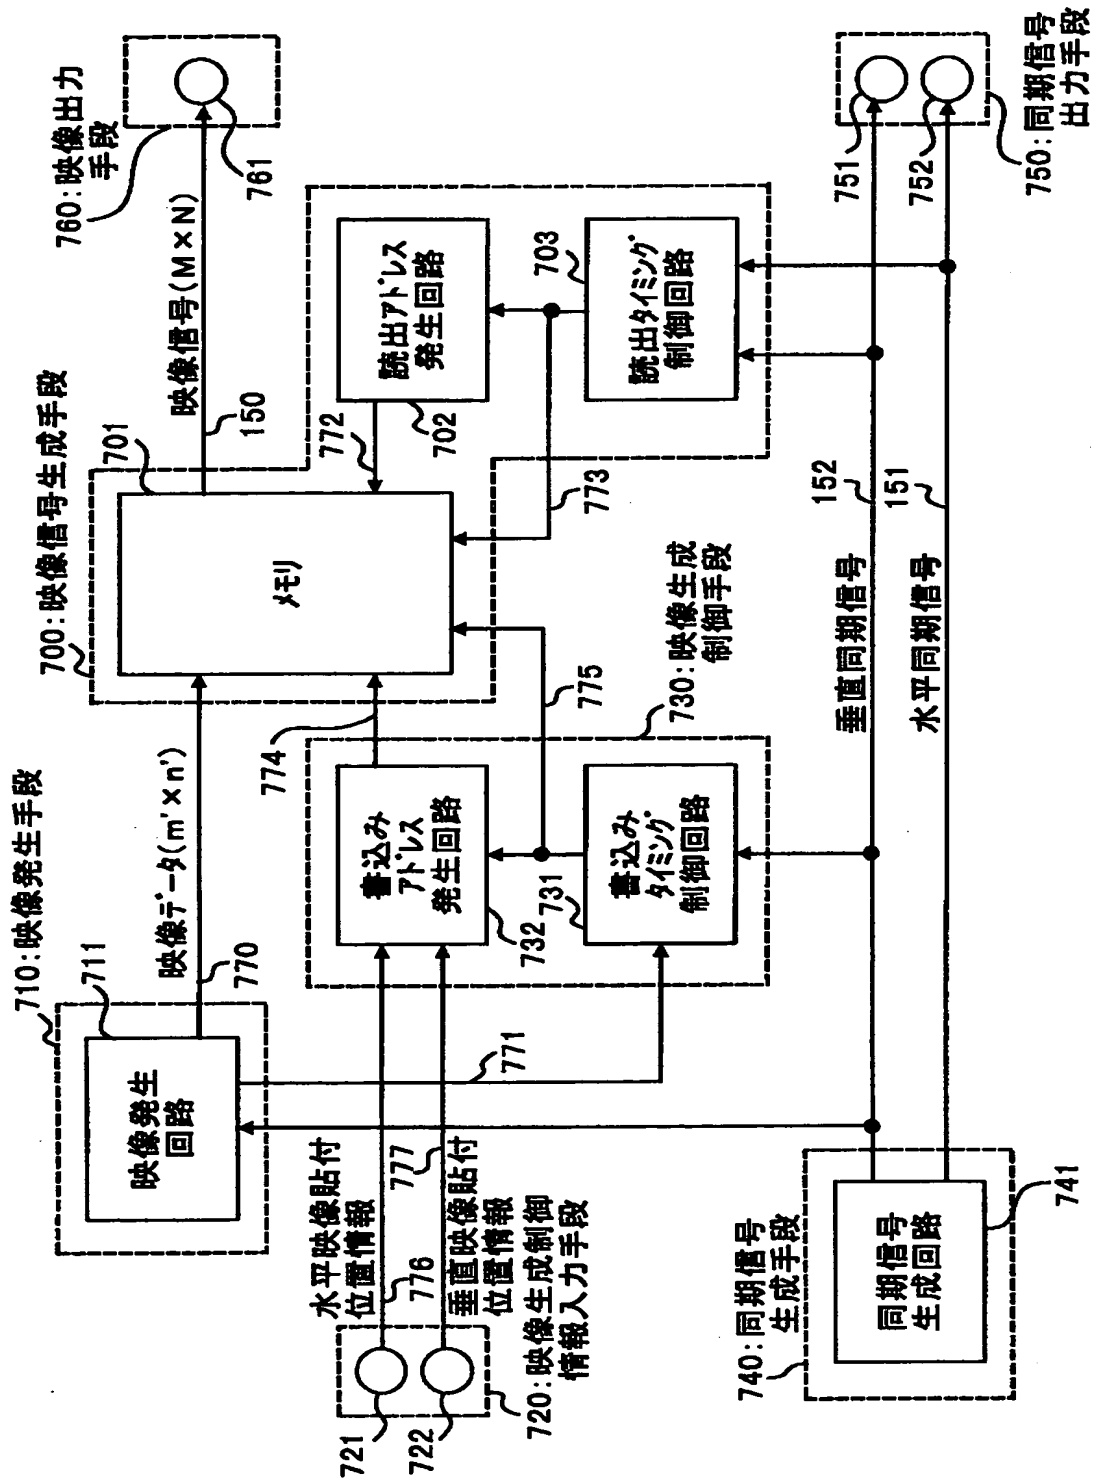 710:映像発生手段
711
映像発生
回路
770
映像データ(m'×n')
771
700:映像信号生成手段
701
メモリ
映像信号(M×N)
150
760:映像出力
手段
761
水平映像貼付
位置情報
776
777
垂直映像貼付
位置情報
720:映像生成制御
情報入力手段
721
722
774
775
書込み
アドレス
発生回路
732
731
書込み
タイミング
制御回路
730:映像生成
制御手段
772
773
読出アドレス
発生回路
702
703
読出タイミング
制御回路
740:同期信号
生成手段
同期信号
生成回路
741
垂直同期信号
152
水平同期信号
151
751
752
750:同期信号
出力手段